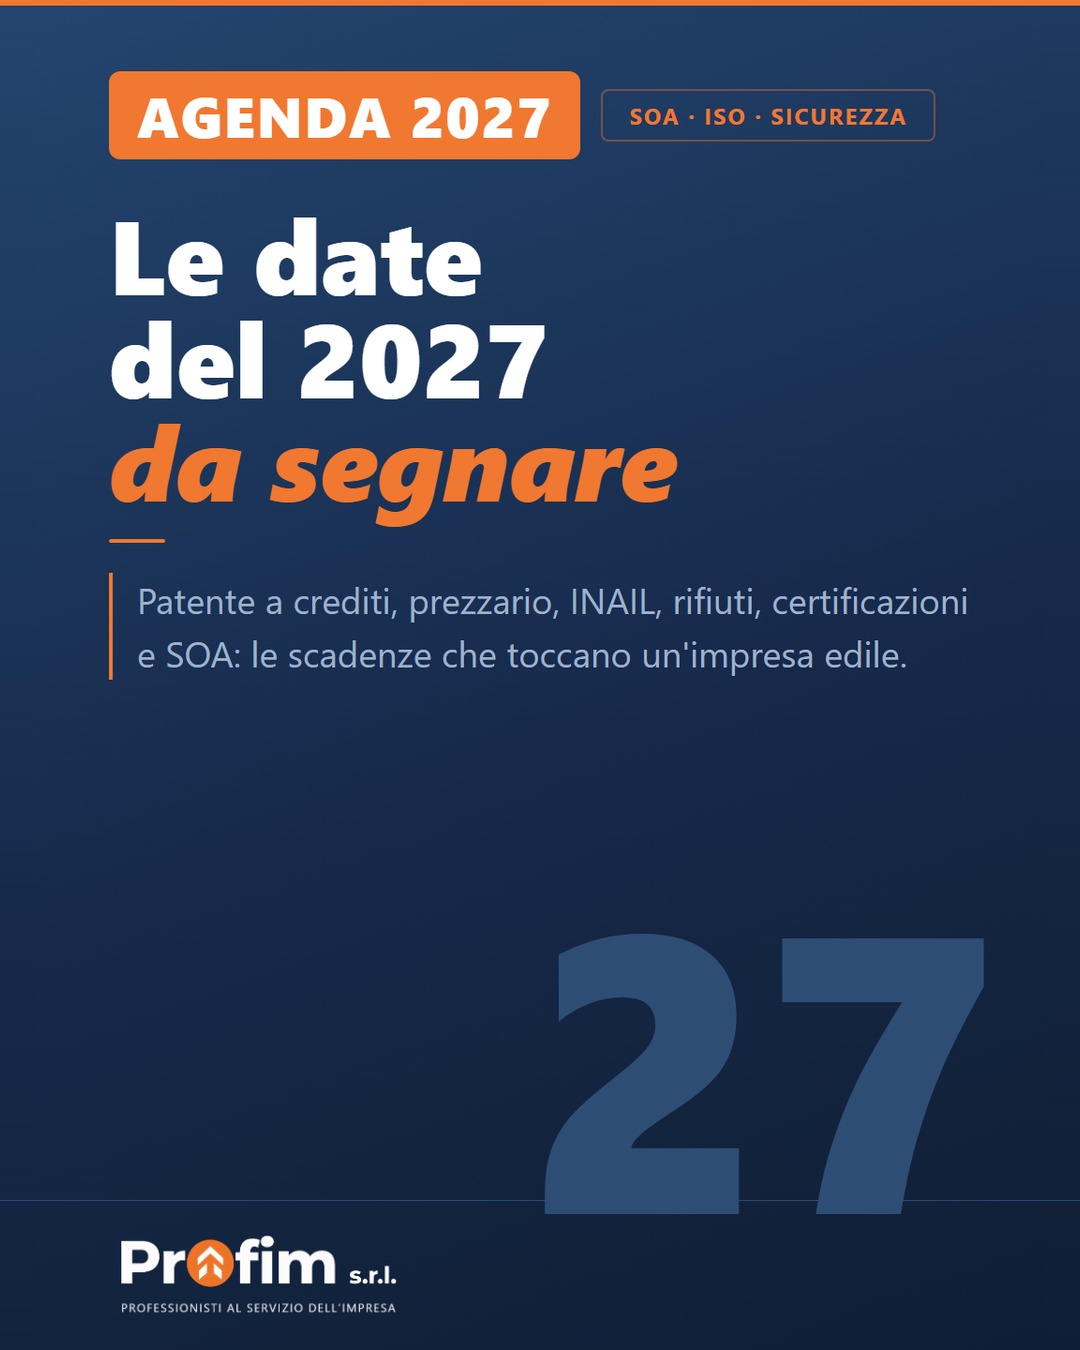 AGENDA 2027
SOA · ISO · SICUREZZA
Le date
del 2027
da segnare
Patente a crediti, prezzario, INAIL, rifiuti, certificazioni
e SOA: le scadenze che toccano un'impresa edile.
27
Profim s.r.l.
PROFESSIONISTI AL SERVIZIO DELL'IMPRESA